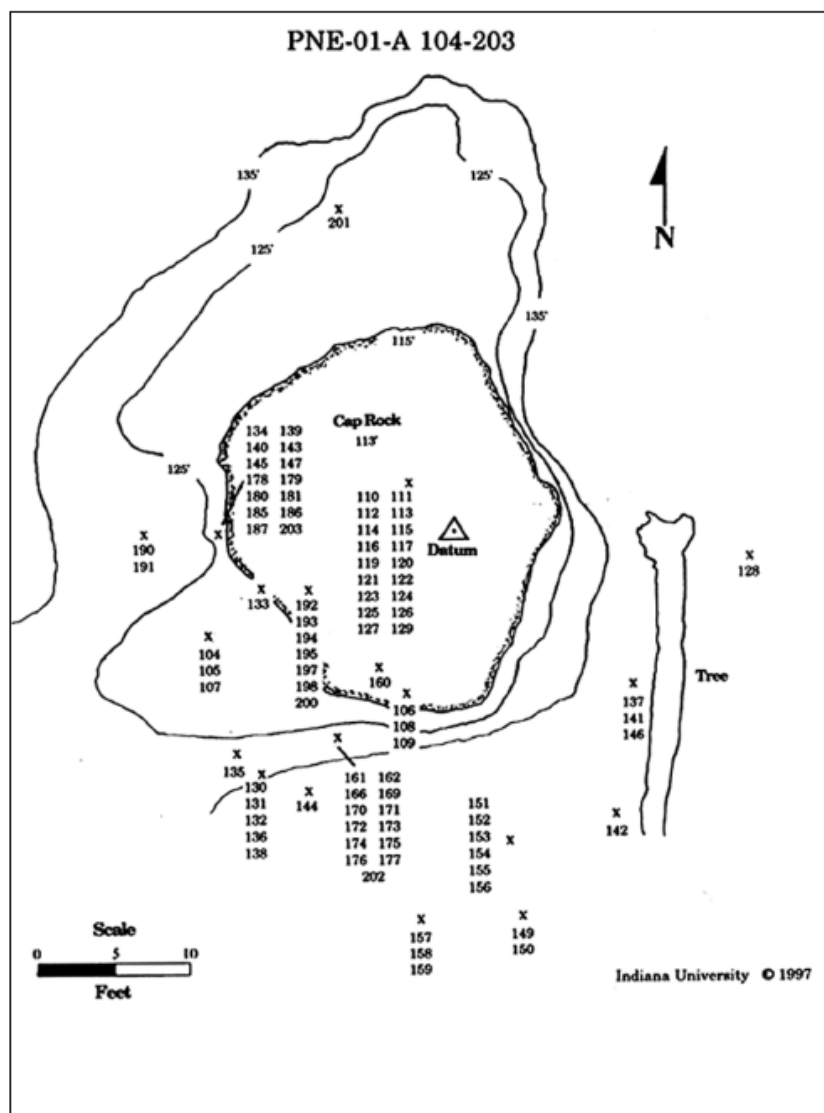 PNE-01-A 104-203
135'
125'
125'
x
201
N
135'
115'
Cap Rock
113'
134 139
140 143
145 147
178 179
180 181
185 186
187 203
125'
x
110 111
112 113
114 115
116 117
119 120
121 122
123 124
125 126
127 129
Datum
x
190
191
x
x
128
x
133
x
192
193
194
195
197
198
200
x
104
105
107
x
160
x
106
108
109
Tree
x
137
141
146
x
135
x
130
131
132
136
138
x
144
x
161 162
166 169
170 171
172 173
174 175
176 177
202
151
152
153
154
155
156
x
x
142
x
157
158
159
x
149
150
Scale
0 5 10
Feet
Indiana University © 1997